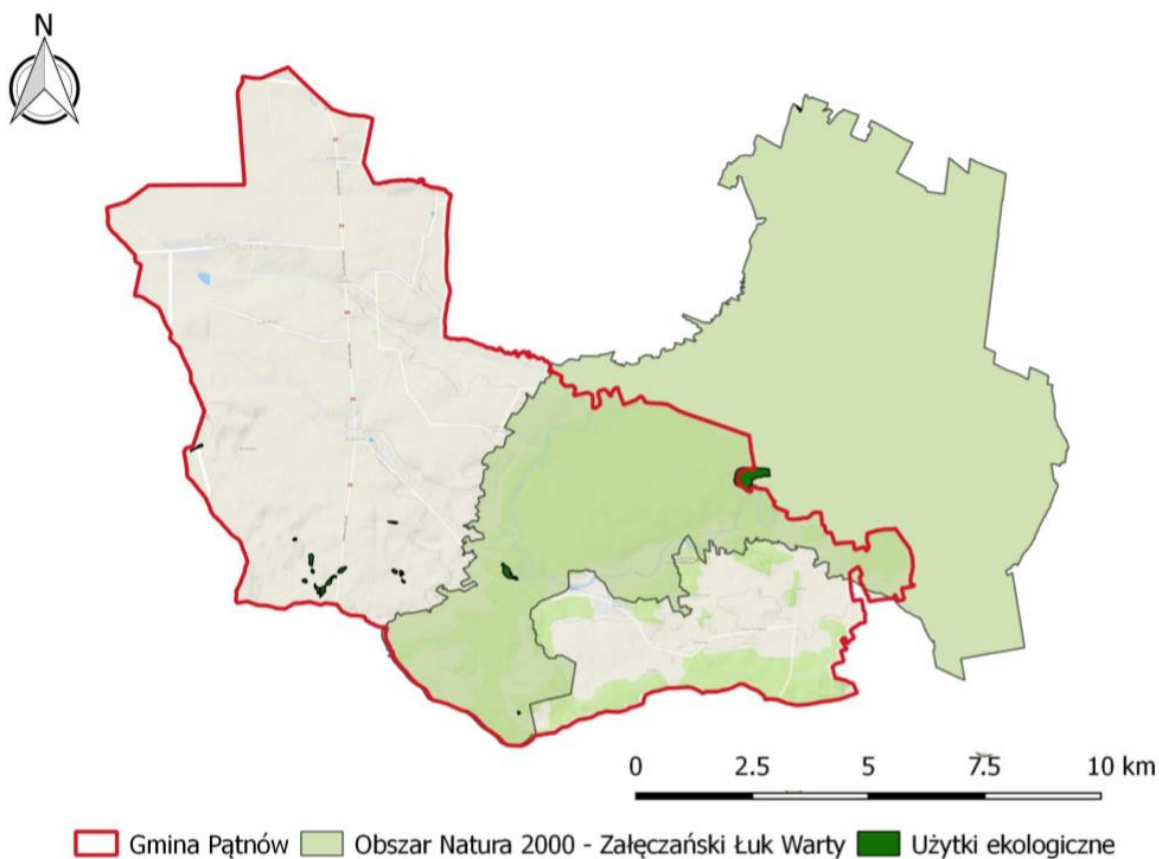 N
0 2.5 5 7.5 10 km
Gmina Pątnów Obszar Natura 2000 - Załęczański Łuk Warty Użytki ekologiczne